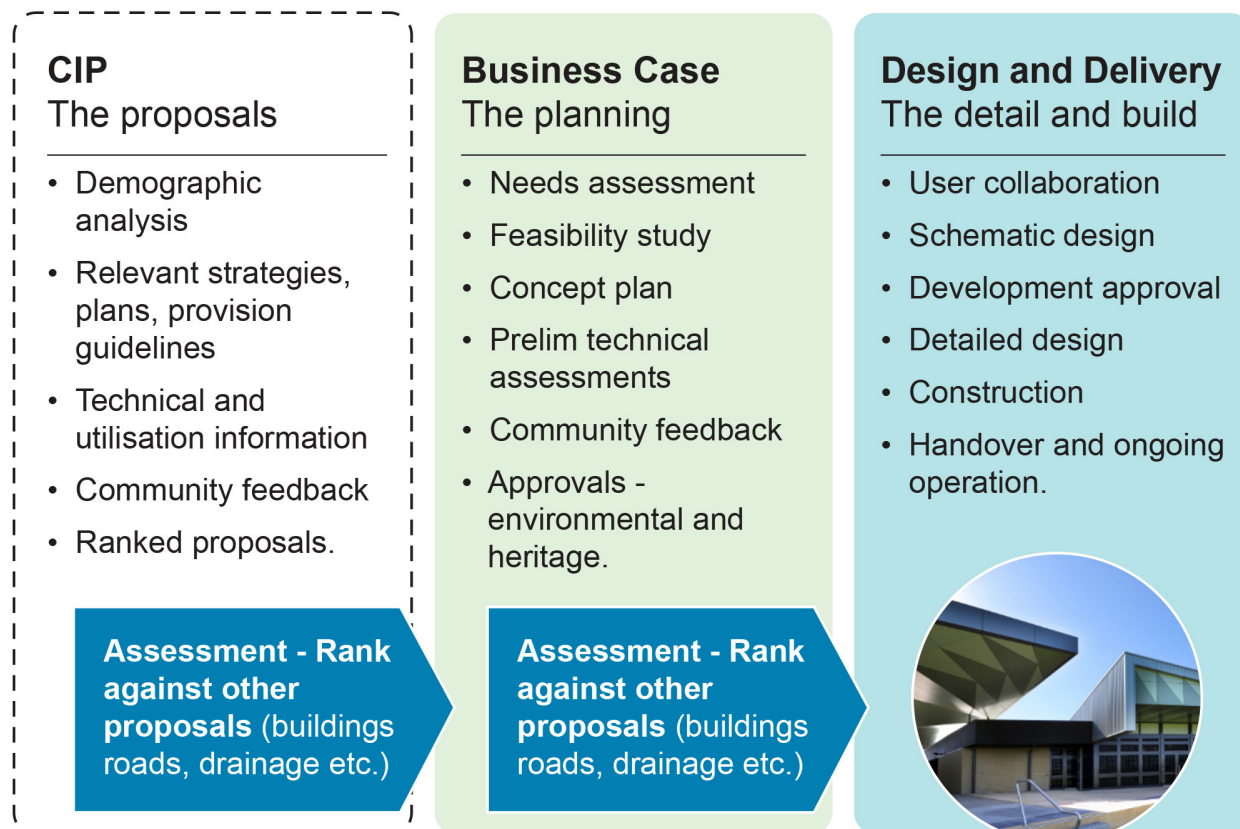 CIP
The proposals
• Demographic
analysis
• Relevant strategies,
plans, provision
guidelines
• Technical and
utilisation information
• Community feedback
• Ranked proposals.
Assessment - Rank
against other
proposals (buildings
roads, drainage etc.)
Business Case
The planning
• Needs assessment
• Feasibility study
• Concept plan
• Prelim technical
assessments
• Community feedback
• Approvals -
environmental and
heritage.
Assessment - Rank
against other
proposals (buildings
roads, drainage etc.)
Design and Delivery
The detail and build
• User collaboration
• Schematic design
• Development approval
• Detailed design
• Construction
• Handover and ongoing
operation.